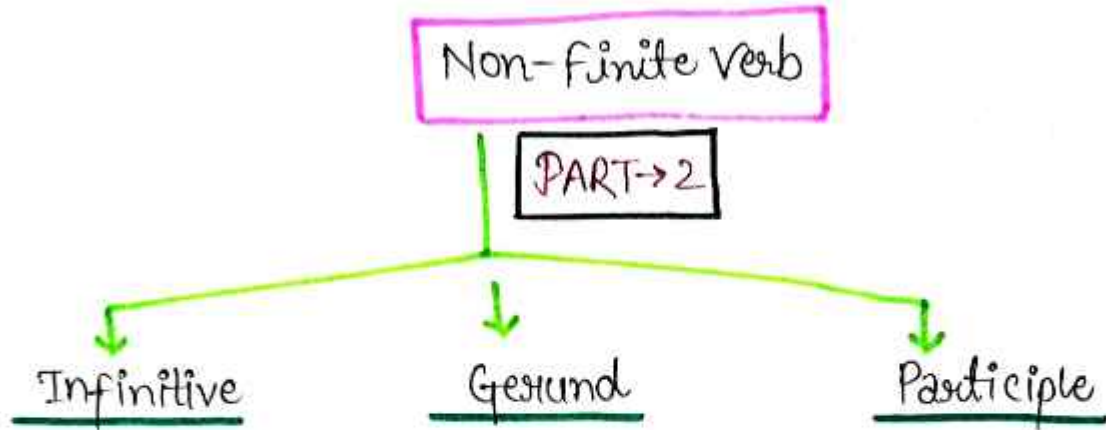 Non-finite Verb
PART→2
Infinitive
Gerund
Participle